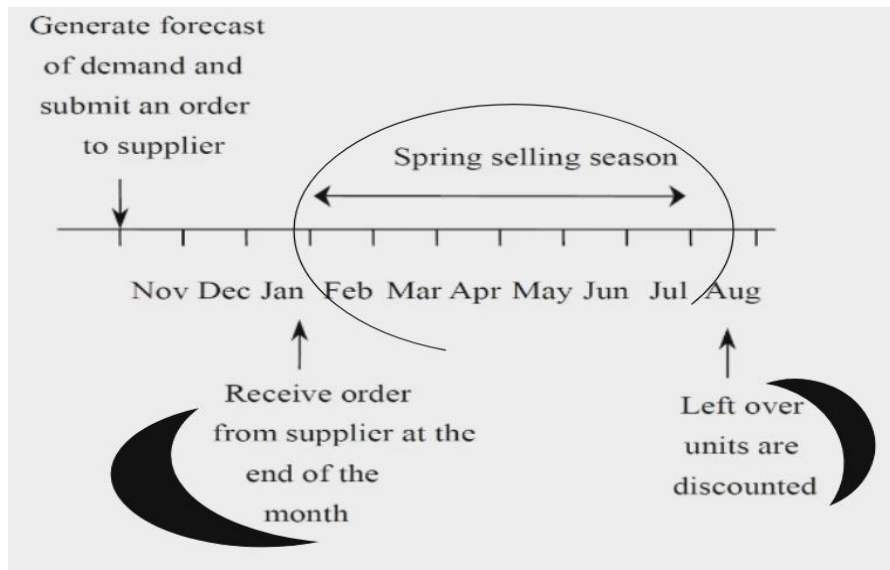 Generate forecast
of demand and
submit an order
to supplier
Spring selling season
Nov Dec Jan Feb Mar Apr May Jun Jul Aug
Receive order
from supplier at the
end of the
month
Left over
units are
discounted